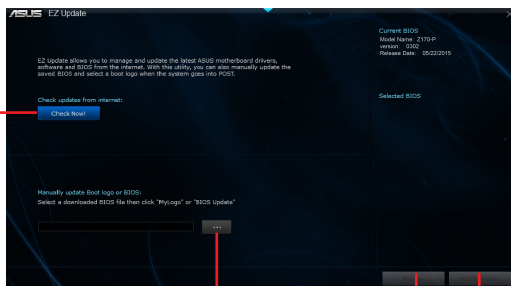 ASUS EZ Update
Current BIOS
Model Name: Z170-P
version: 0302
Release Date: 05/22/2015
EZ Update allows you to manage and update the latest ASUS motherboard drivers,
software and BIOS from the internet. With this utility, you can also manually update the
saved BIOS and select a boot logo when the system goes into POST.
Selected BIOS
Check updates from internet:
Check Now!
Manually update Boot logo or BIOS:
Select a downloaded BIOS file then click "MyLogo" or "BIOS Update"
...